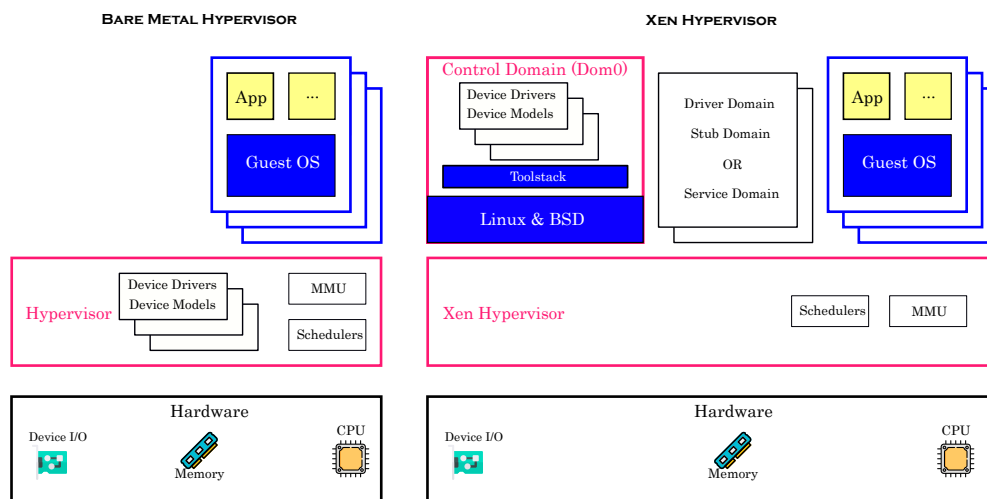 BARE METAL HYPERVISOR
App
...
Guest OS
Hypervisor
Device Drivers
Device Models
MMU
Schedulers
Hardware
Device I/O
Memory
CPU
XEN HYPERVISOR
Control Domain (Dom0)
Device Drivers
Device Models
Toolstack
Linux & BSD
Driver Domain
Stub Domain
OR
Service Domain
App
...
Guest OS
Xen Hypervisor
Schedulers
MMU
Hardware
Device I/O
Memory
CPU